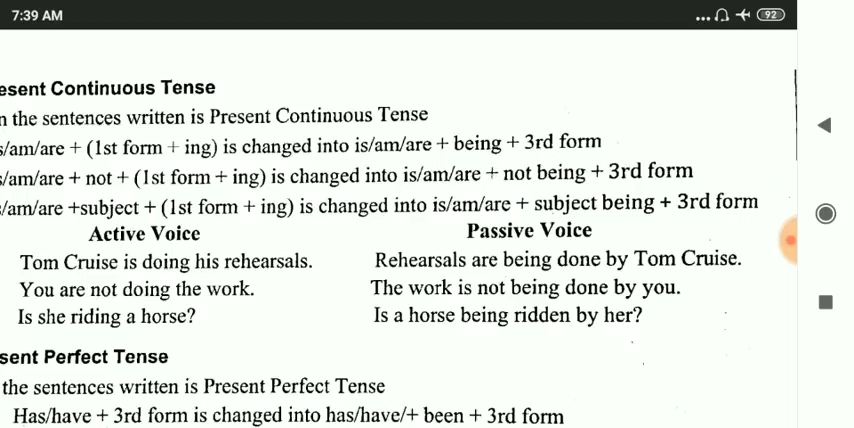 7:39 AM
... 92
esent Continuous Tense
n the sentences written is Present Continuous Tense
s/am/are + (1st form + ing) is changed into is/am/are + being + 3rd form
s/am/are + not + (1st form + ing) is changed into is/am/are + not being + 3rd form
/am/are +subject + (1st form + ing) is changed into is/am/are + subject being + 3rd form
Active Voice Passive Voice
Tom Cruise is doing his rehearsals. Rehearsals are being done by Tom Cruise.
You are not doing the work. The work is not being done by you.
Is she riding a horse? Is a horse being ridden by her?
sent Perfect Tense
the sentences written is Present Perfect Tense
Has/have + 3rd form is changed into has/have/+ been + 3rd form